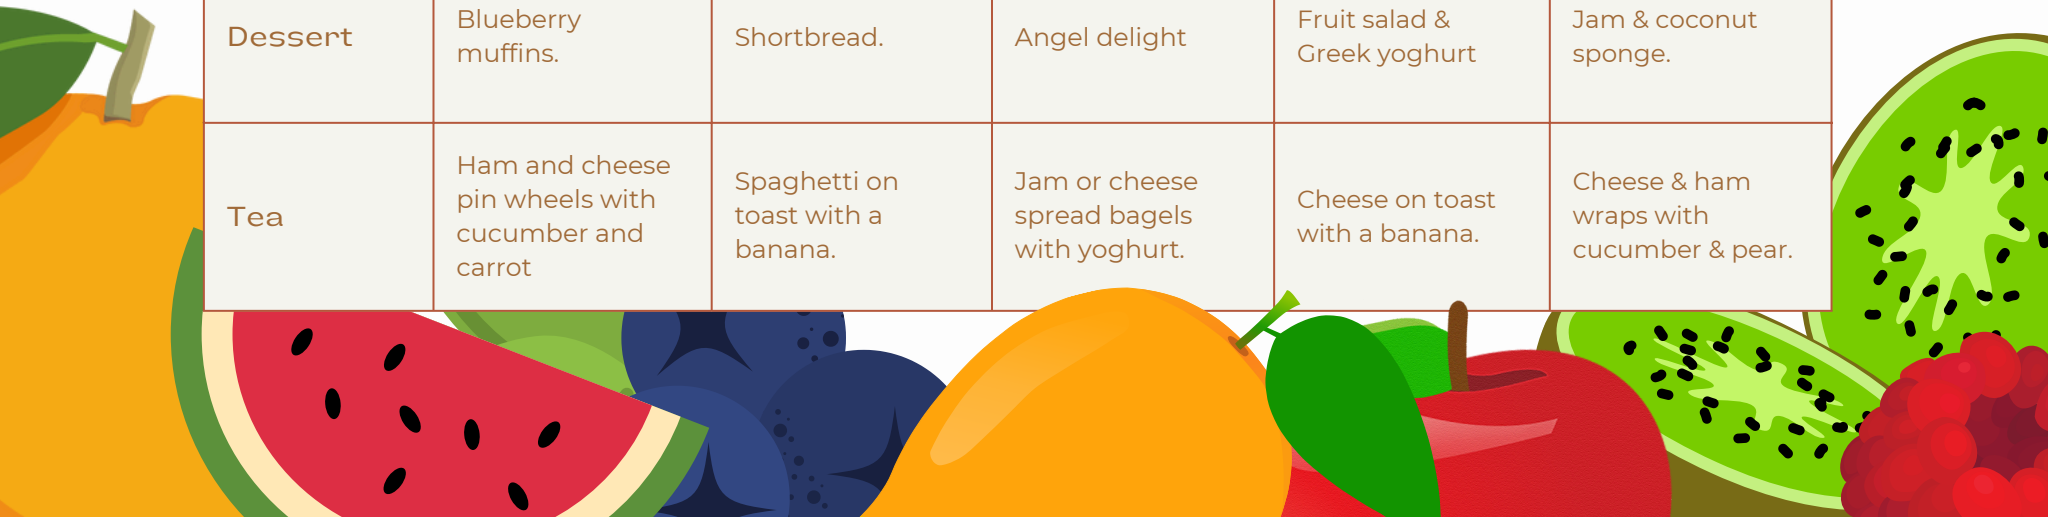 Dessert
Blueberry
muffins.
Shortbread.
Angel delight
Fruit salad &
Greek yoghurt
Jam & coconut
sponge.
Tea
Ham and cheese
pin wheels with
cucumber and
carrot
Spaghetti on
toast with a
banana.
Jam or cheese
spread bagels
with yoghurt.
Cheese on toast
with a banana.
Cheese & ham
wraps with
cucumber & pear.